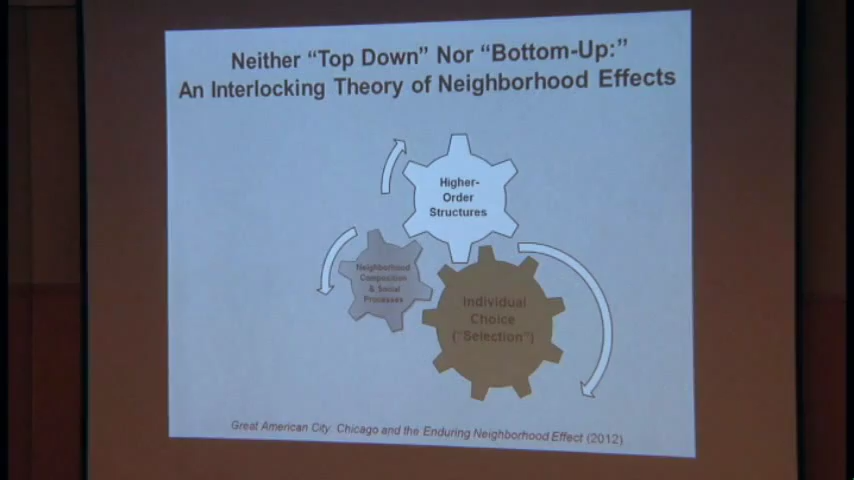 Neither “Top Down” Nor “Bottom-Up:”
An Interlocking Theory of Neighborhood Effects
Higher-
Order
Structures
Neighborhood
Composition
& Social
Processes
Individual
Choice
("Selection")
Great American City: Chicago and the Enduring Neighborhood Effect (2012)